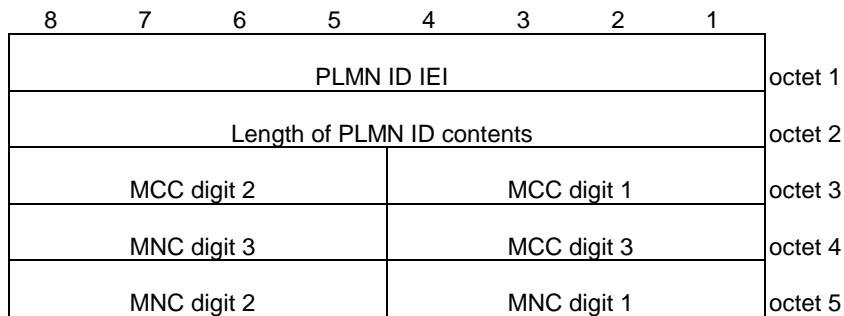 8 7 6 5 4 3 2 1
PLMN ID IEI octet 1
Length of PLMN ID contents octet 2
MCC digit 2 MCC digit 1 octet 3
MNC digit 3 MCC digit 3 octet 4
MNC digit 2 MNC digit 1 octet 5